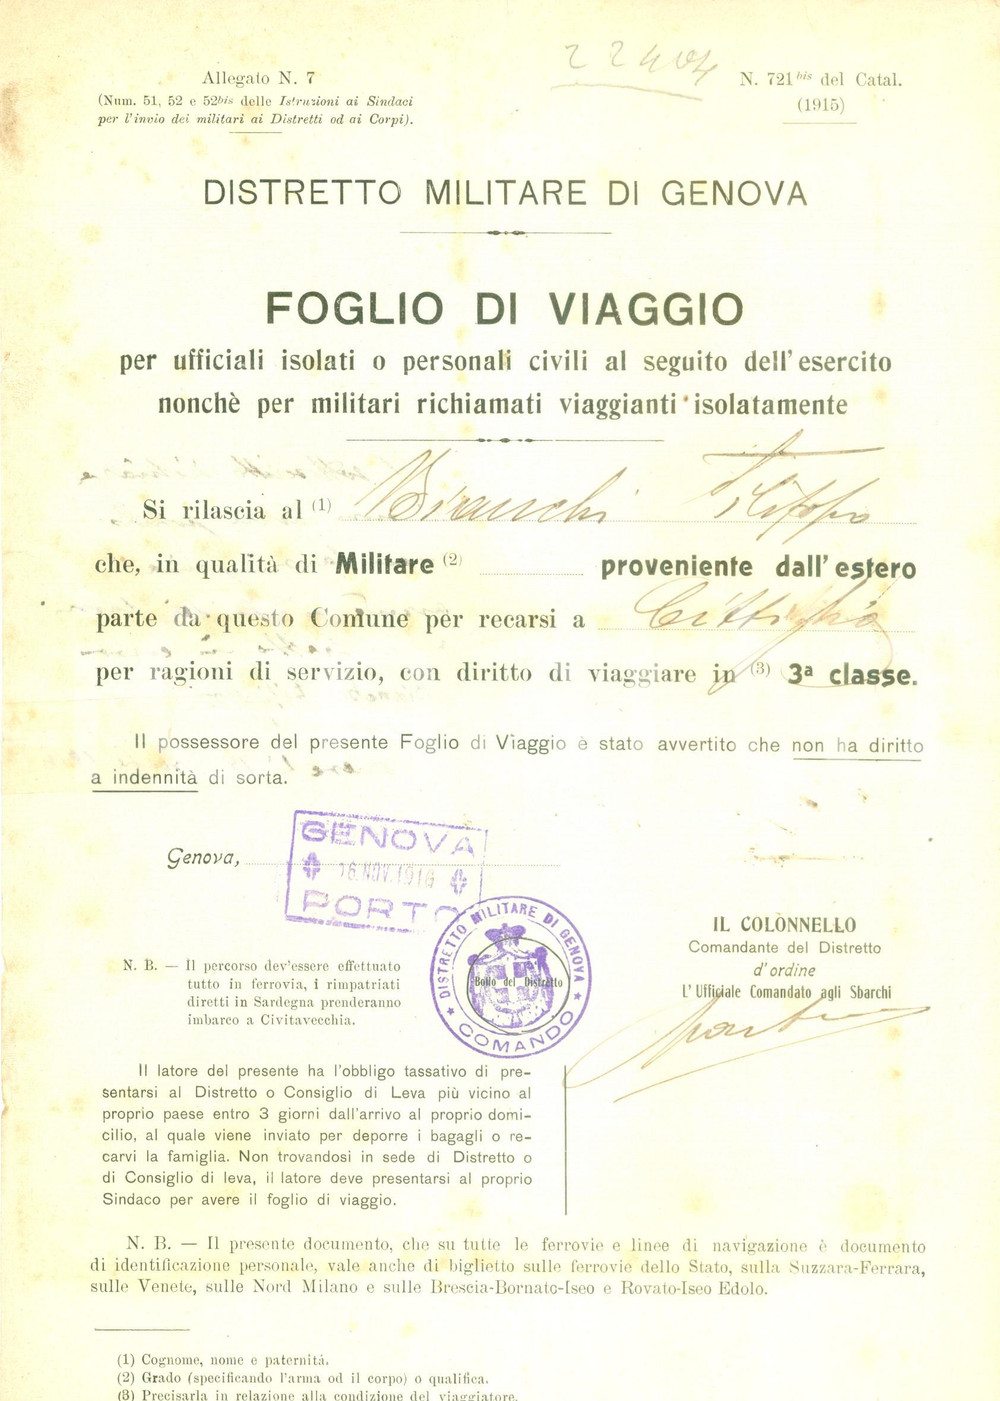 22404
Allegato N. 7
(Num. 51, 52 e 52bis delle Istruzioni ai Sindaci
per l'invio dei militari ai Distretti od ai Corpi).
N. 721 bis del Catal.
(1915)
DISTRETTO MILITARE DI GENOVA
FOGLIO DI VIAGGIO
per ufficiali isolati o personali civili al seguito dell'esercito
nonchè per militari richiamati viaggianti isolatamente
Si rilascia al (1) Bianchi Filippo
che, in qualità di Militare (2) proveniente dall'estero
parte da questo Comune per recarsi a Cittiglio
per ragioni di servizio, con diritto di viaggiare in (3) 3a classe.
Il possessore del presente Foglio di Viaggio è stato avvertito che non ha diritto
a indennità di sorta.
Genova,
GENOVA
16 NOV. 1916
PORTO
DISTRETTO MILITARE DI GENOVA
Bollo del Distretto
COMANDO
IL COLONNELLO
Comandante del Distretto
d'ordine
L'Ufficiale Comandato agli Sbarchi
N. B. — Il percorso dev'essere effettuato
tutto in ferrovia, i rimpatriati
diretti in Sardegna prenderanno
imbarco a Civitavecchia.
Il latore del presente ha l'obbligo tassativo di pre-
sentarsi al Distretto o Consiglio di Leva più vicino al
proprio paese entro 3 giorni dall'arrivo al proprio domi-
cilio, al quale viene inviato per deporre i bagagli o re-
carvi la famiglia. Non trovandosi in sede di Distretto o
di Consiglio di leva, il latore deve presentarsi al proprio
Sindaco per avere il foglio di viaggio.
N. B. — Il presente documento, che su tutte le ferrovie e linee di navigazione è documento
di identificazione personale, vale anche di biglietto sulle ferrovie dello Stato, sulla Suzzara-Ferrara,
sulle Venete, sulle Nord Milano e sulle Brescia-Bornato-Iseo e Rovato-Iseo Edolo.
(1) Cognome, nome e paternità.
(2) Grado (specificando l'arma od il corpo) o qualifica.
(3) Precisarla in relazione alla condizione del viaggiatore.